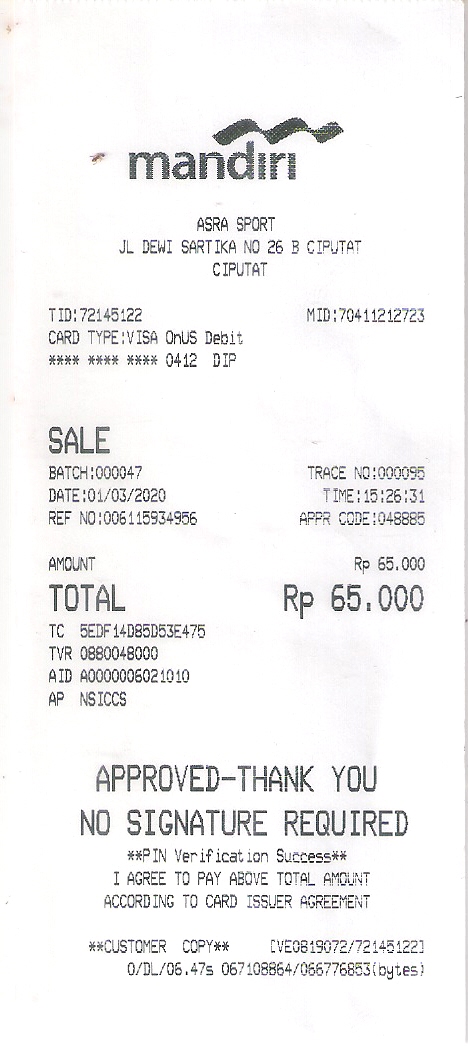 mandiri
ASRA SPORT
JL DEWI SARTIKA NO 26 B CIPUTAT
CIPUTAT
TID:72145122 MID:70411212723
CARD TYPE:VISA OnUS Debit
**** **** **** 0412 DIP
SALE
BATCH:000047 TRACE NO:000095
DATE:01/03/2020 TIME:15:26:31
REF NO:006115934956 APPR CODE:048885
AMOUNT Rp 65.000
TOTAL Rp 65.000
TC 5EDF14D85D53E475
TVR 0880048000
AID A0000006021010
AP NSICCS
APPROVED-THANK YOU
NO SIGNATURE REQUIRED
**PIN Verification Success**
I AGREE TO PAY ABOVE TOTAL AMOUNT
ACCORDING TO CARD ISSUER AGREEMENT
**CUSTOMER COPY** [VE0819072/72145122]
0/DL/06.47s 067108864/066776853(bytes)